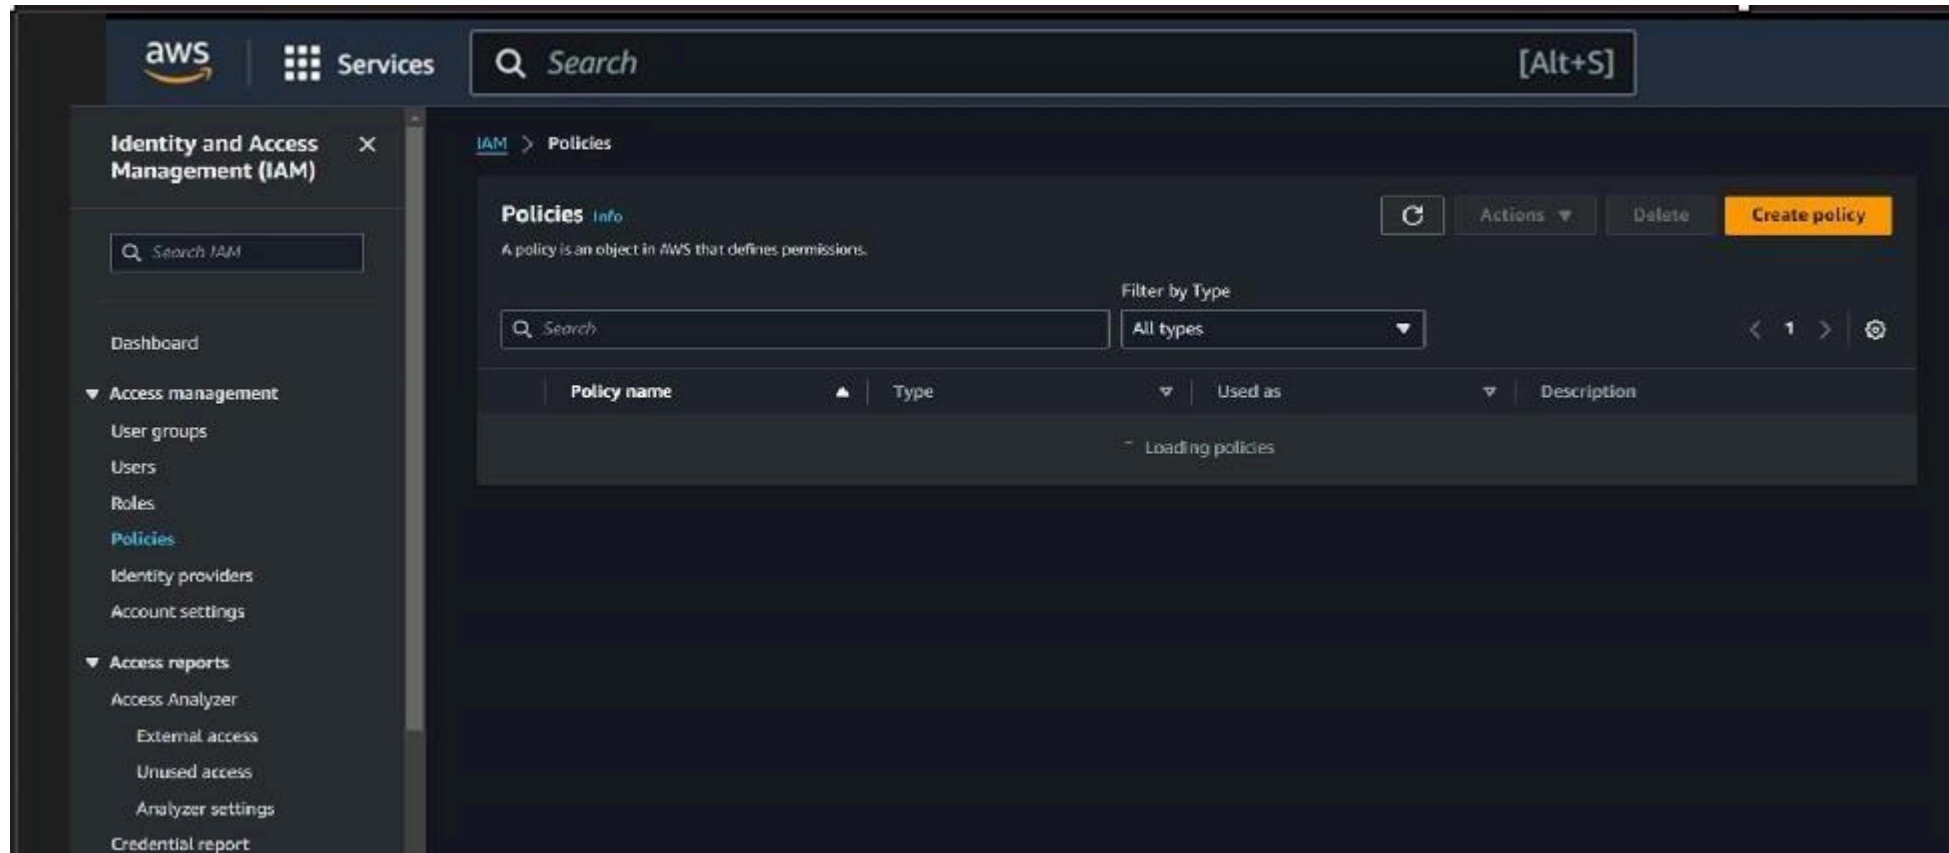 aws
Services
Search
[Alt+S]
Identity and Access
Management (IAM)
Search IAM
Dashboard
Access management
User groups
Users
Roles
Policies
Identity providers
Account settings
Access reports
Access Analyzer
External access
Unused access
Analyzer settings
Credential report
IAM > Policies
Policies Info
A policy is an object in AWS that defines permissions.
Actions
Delete
Create policy
Filter by Type
Search
All types
1
Policy name
Type
Used as
Description
Loading policies